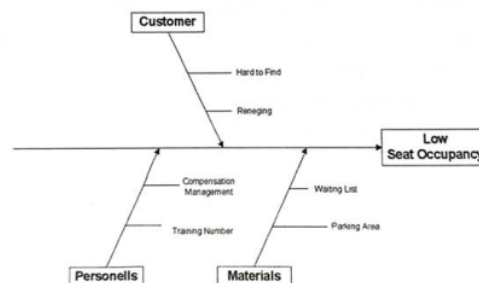 Customer
Hard to Find
Reneging
Low
Seat Occupancy
Compensation
Management
Waiting List
Training Number
Parking Area
Personells
Materials